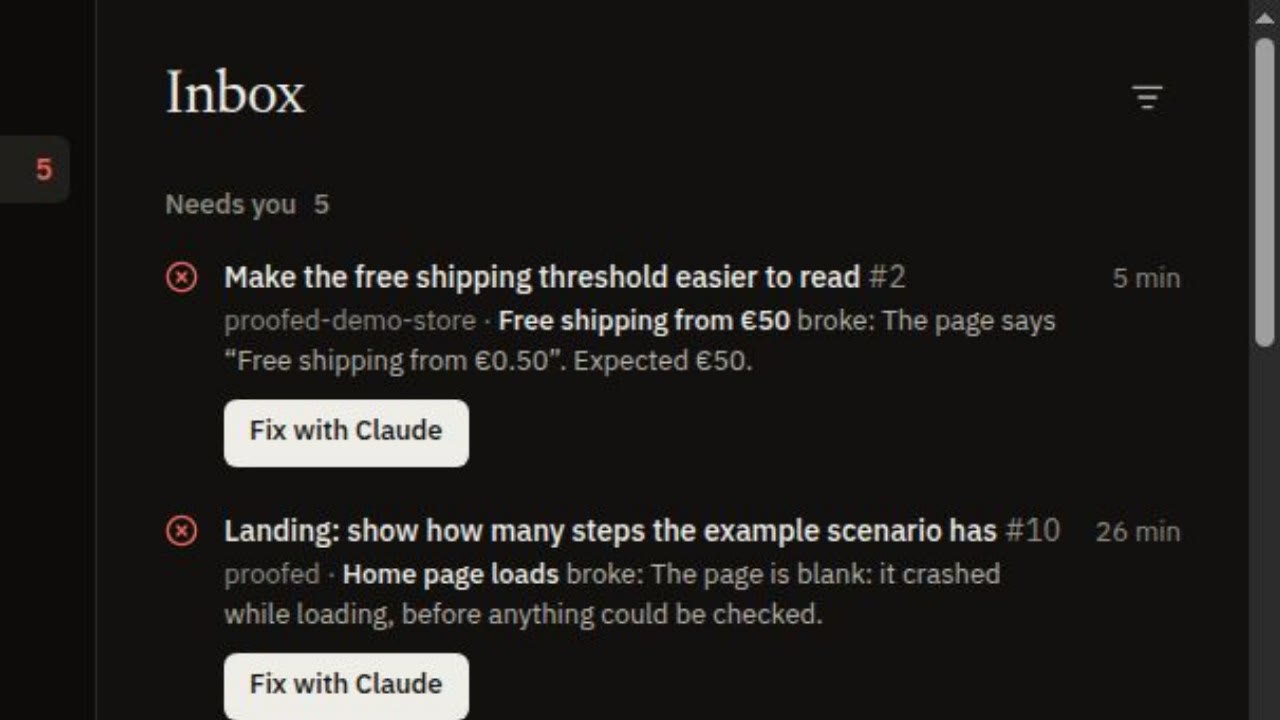 Inbox
5
Needs you 5
Make the free shipping threshold easier to read #2 5 min
proofed-demo-store · Free shipping from €50 broke: The page says
“Free shipping from €0.50”. Expected €50.
Fix with Claude
Landing: show how many steps the example scenario has #10 26 min
proofed · Home page loads broke: The page is blank: it crashed
while loading, before anything could be checked.
Fix with Claude